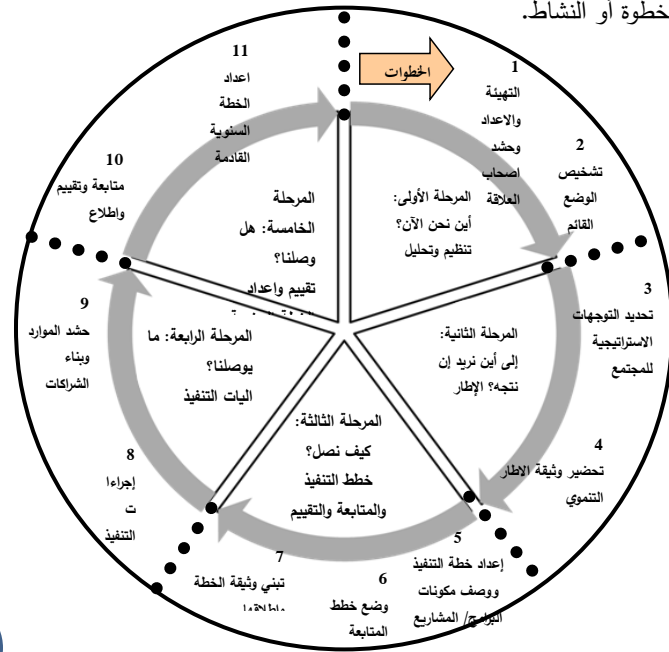 خطوة أو النشاط.
الخطوات
1
التهيئة
والاعداد
وحشد
اصحاب
العلاقة
2
تشخيص
الوضع
القائم
3
تحديد التوجهات
الاستراتيجية
للمجتمع
4
تحضير وثيقة الاطار
التنموي
5
إعداد خطة التنفيذ
ووصف مكونات
البرامج/ المشاريع
6
وضع خطط
المتابعة
7
تبني وثيقة الخطة
واطلاقها
8
إجراءا
ت
التنفيذ
9
حشد الموارد
وبناء
الشراكات
10
متابعة وتقييم
واطلاع
11
اعداد
الخطة
السنوية
القادمة
المرحلة الأولى:
أين نحن الآن؟
تنظيم وتحليل
المرحلة الثانية:
إلى أين نريد إن
نتجه؟ الإطار
المرحلة الثالثة:
كيف نصل؟
خطط التنفيذ
والمتابعة والتقييم
المرحلة الرابعة: ما
يوصلنا؟
اليات التنفيذ
المرحلة
الخامسة: هل
وصلنا؟
تقييم واعداد